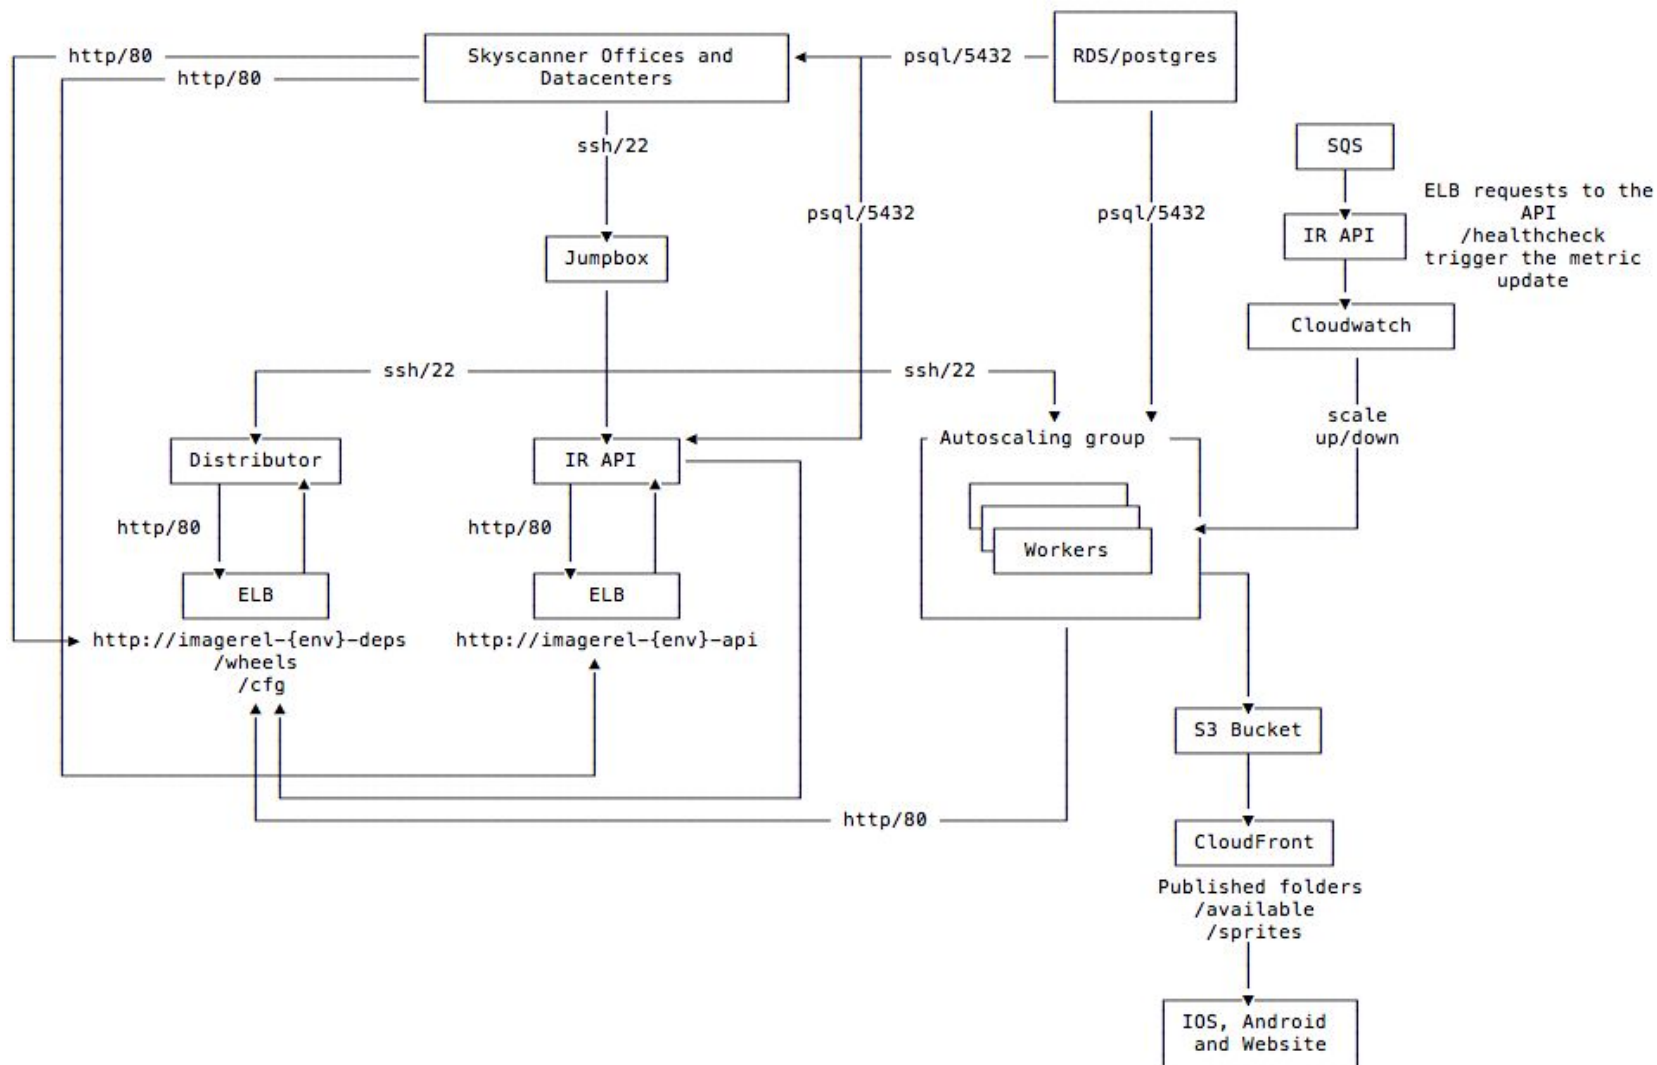 http/80
http/80
Skyscanner Offices and
Datacenters
psql/5432
RDS/postgres
ssh/22
SQS
ELB requests to the
API
/healthcheck
trigger the metric
update
psql/5432
psql/5432
IR API
Jumpbox
Cloudwatch
ssh/22
ssh/22
scale
up/down
Autoscaling group
Distributor
IR API
http/80
http/80
Workers
ELB
ELB
http://imagerel-{env}-deps
/wheels
/cfg
http://imagerel-{env}-api
S3 Bucket
http/80
CloudFront
Published folders
/available
/sprites
IOS, Android
and Website